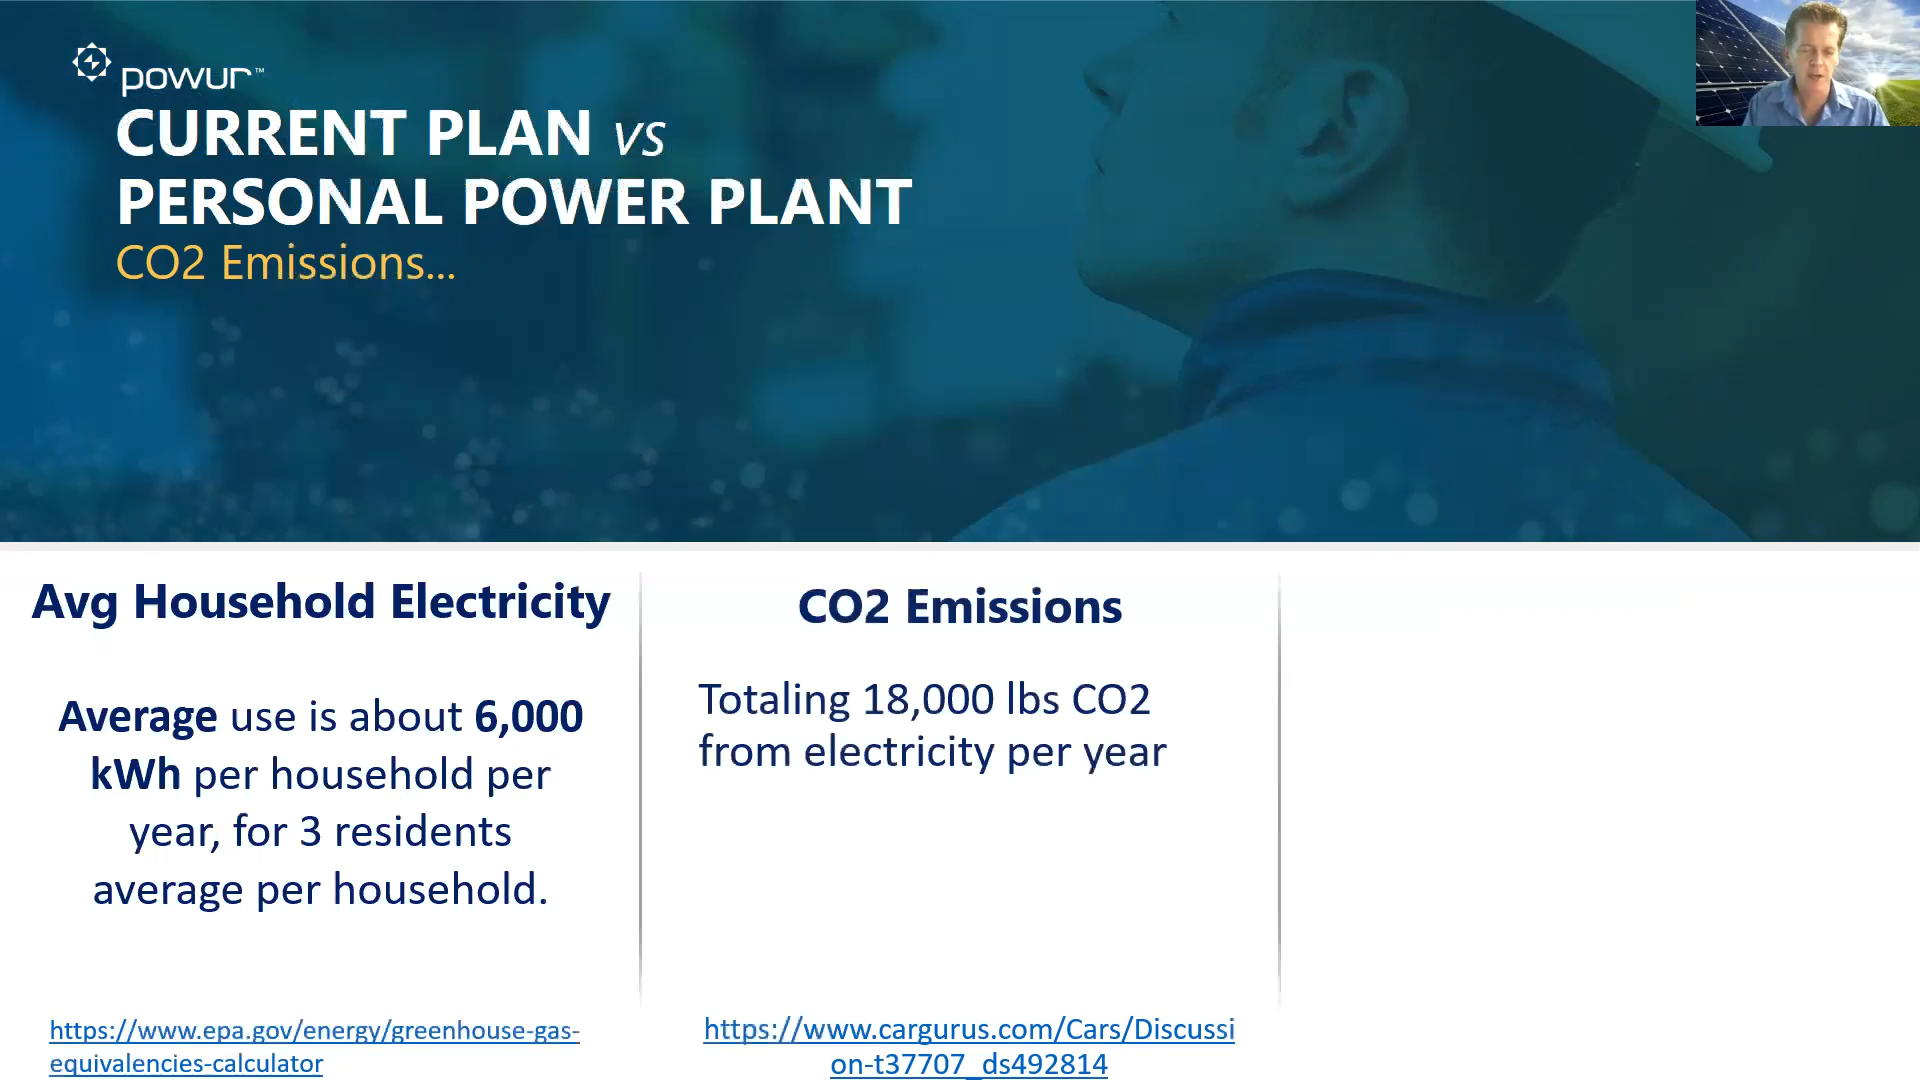 powur™
CURRENT PLAN vs
PERSONAL POWER PLANT
CO2 Emissions...
Avg Household Electricity
Average use is about 6,000
kWh per household per
year, for 3 residents
average per household.
https://www.epa.gov/energy/greenhouse-gas-
equivalencies-calculator
CO2 Emissions
Totaling 18,000 lbs CO2
from electricity per year
https://www.cargurus.com/Cars/Discussi
on-t37707_ds492814